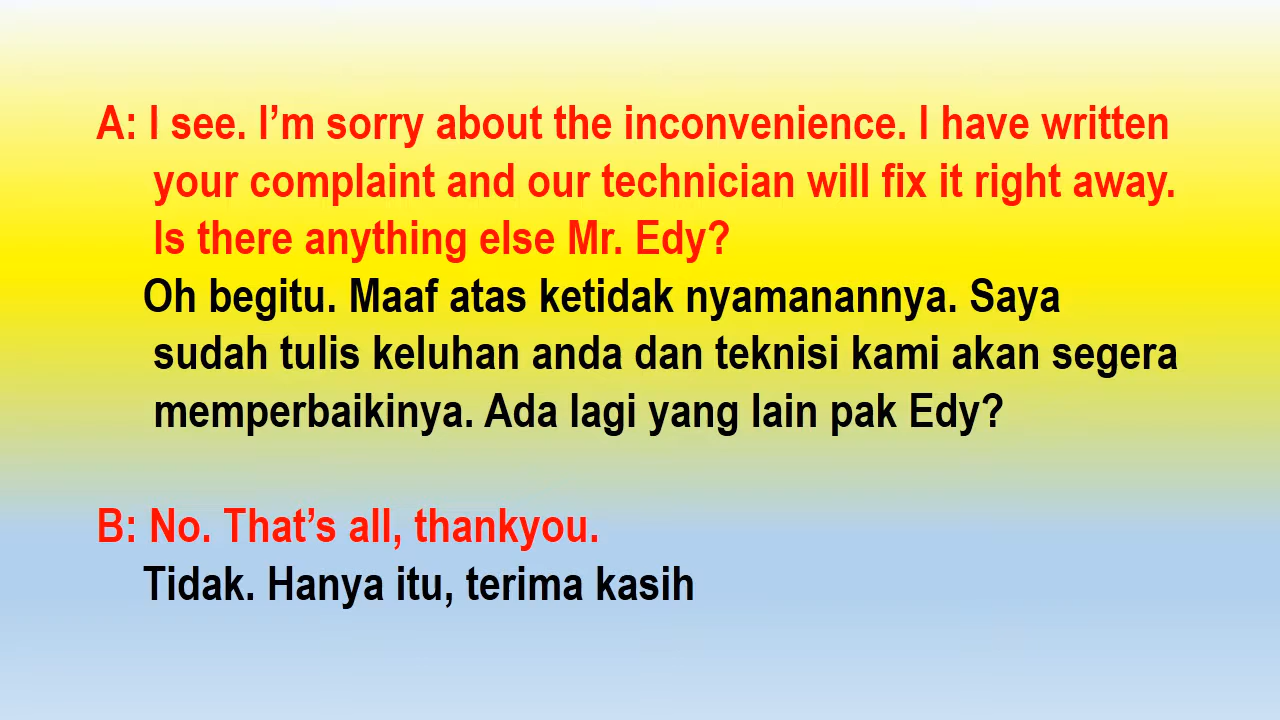 A: I see. I’m sorry about the inconvenience. I have written
your complaint and our technician will fix it right away.
Is there anything else Mr. Edy?
Oh begitu. Maaf atas ketidak nyamanannya. Saya
sudah tulis keluhan anda dan teknisi kami akan segera
memperbaikinya. Ada lagi yang lain pak Edy?
B: No. That’s all, thankyou.
Tidak. Hanya itu, terima kasih